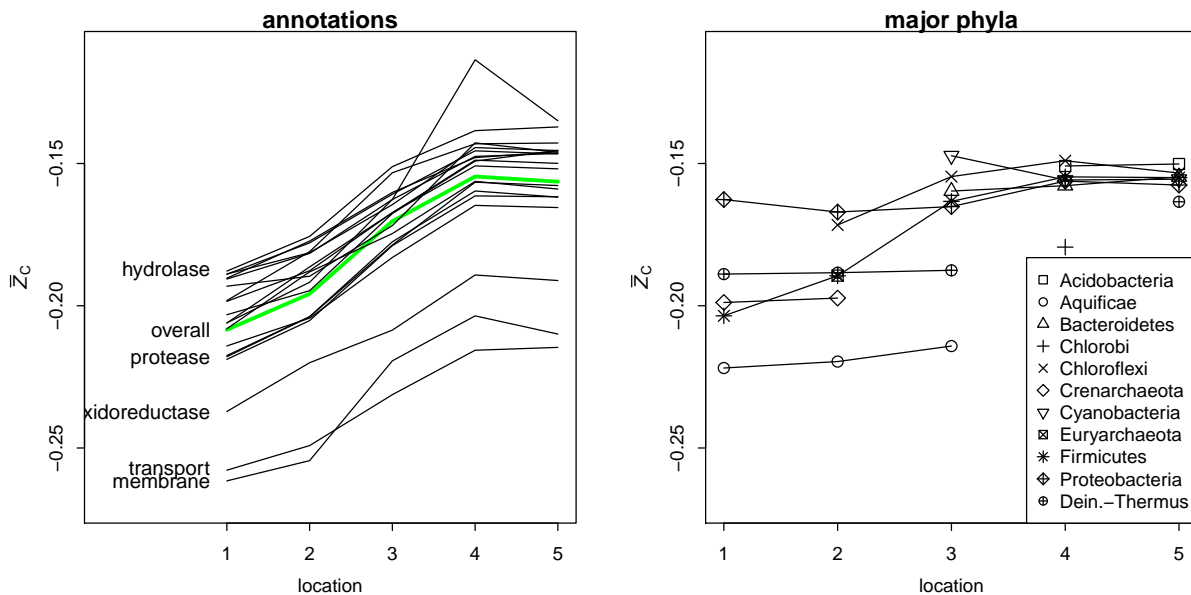 annotations
major phyla
−0.15
−0.20
−0.25
Z̅C
hydrolase
overall
protease
xidoreductase
transport
membrane
1 2 3 4 5
location
−0.15
−0.20
−0.25
Z̅C
Acidobacteria
Aquificae
Bacteroidetes
Chlorobi
Chloroflexi
Crenarchaeota
Cyanobacteria
Euryarchaeota
Firmicutes
Proteobacteria
Dein.−Thermus
1 2 3 4 5
location